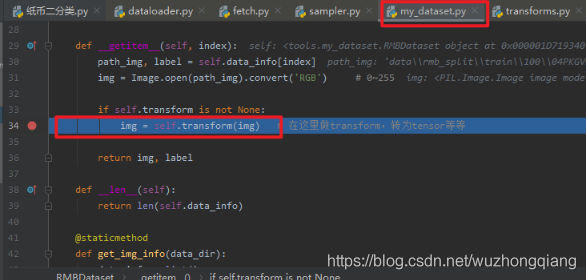 纸币二分类.py dataloader.py fetch.py sampler.py my_dataset.py transforms.py
28
29 def __getitem__(self, index): self: <tools.my_dataset.RMBDataset object at 0x000001D719340
30 path_img, label = self.data_info[index] path_img: 'data\\rmb_split\\train\\100\\04PKGV
31 img = Image.open(path_img).convert('RGB') # 0~255 img: <PIL.Image.Image image mode
32
33 if self.transform is not None:
34 img = self.transform(img) # 在这里做transform，转为tensor等等
35
36 return img, label
37
38 def __len__(self):
39 return len(self.data_info)
40
41 @staticmethod
42 def get_img_info(data_dir):
https://blog.csdn.net/wuzhongqiang
RMBDataset __getitem__() if self.transform is not None